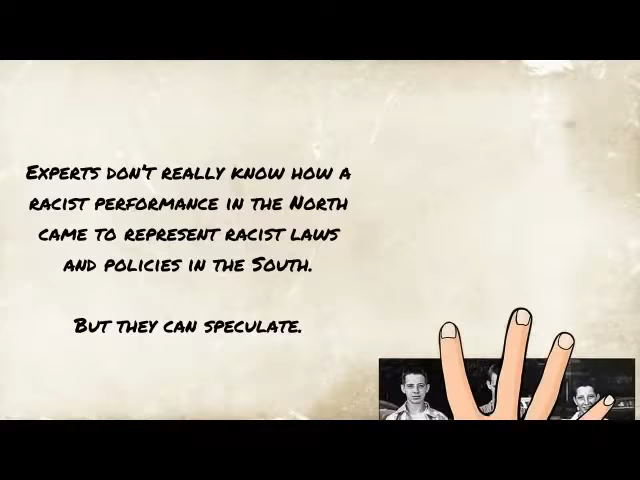 Experts don't really know how a
racist performance in the North
came to represent racist laws
and policies in the South.
But they can speculate.